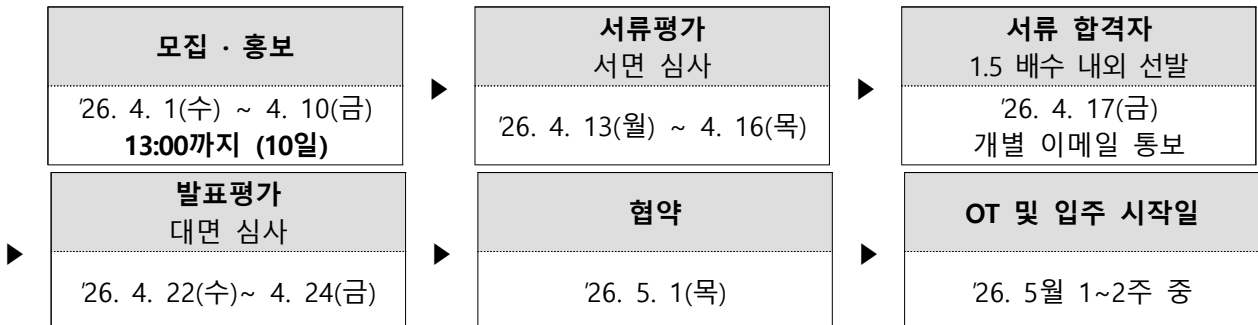 모집 · 홍보
'26. 4. 1(수) ~ 4. 10(금)
13:00까지 (10일)
▶
서류평가
서면 심사
'26. 4. 13(월) ~ 4. 16(목)
▶
서류 합격자
1.5 배수 내외 선발
'26. 4. 17(금)
개별 이메일 통보
▶
발표평가
대면 심사
'26. 4. 22(수)~ 4. 24(금)
▶
협약
'26. 5. 1(목)
▶
OT 및 입주 시작일
'26. 5월 1~2주 중